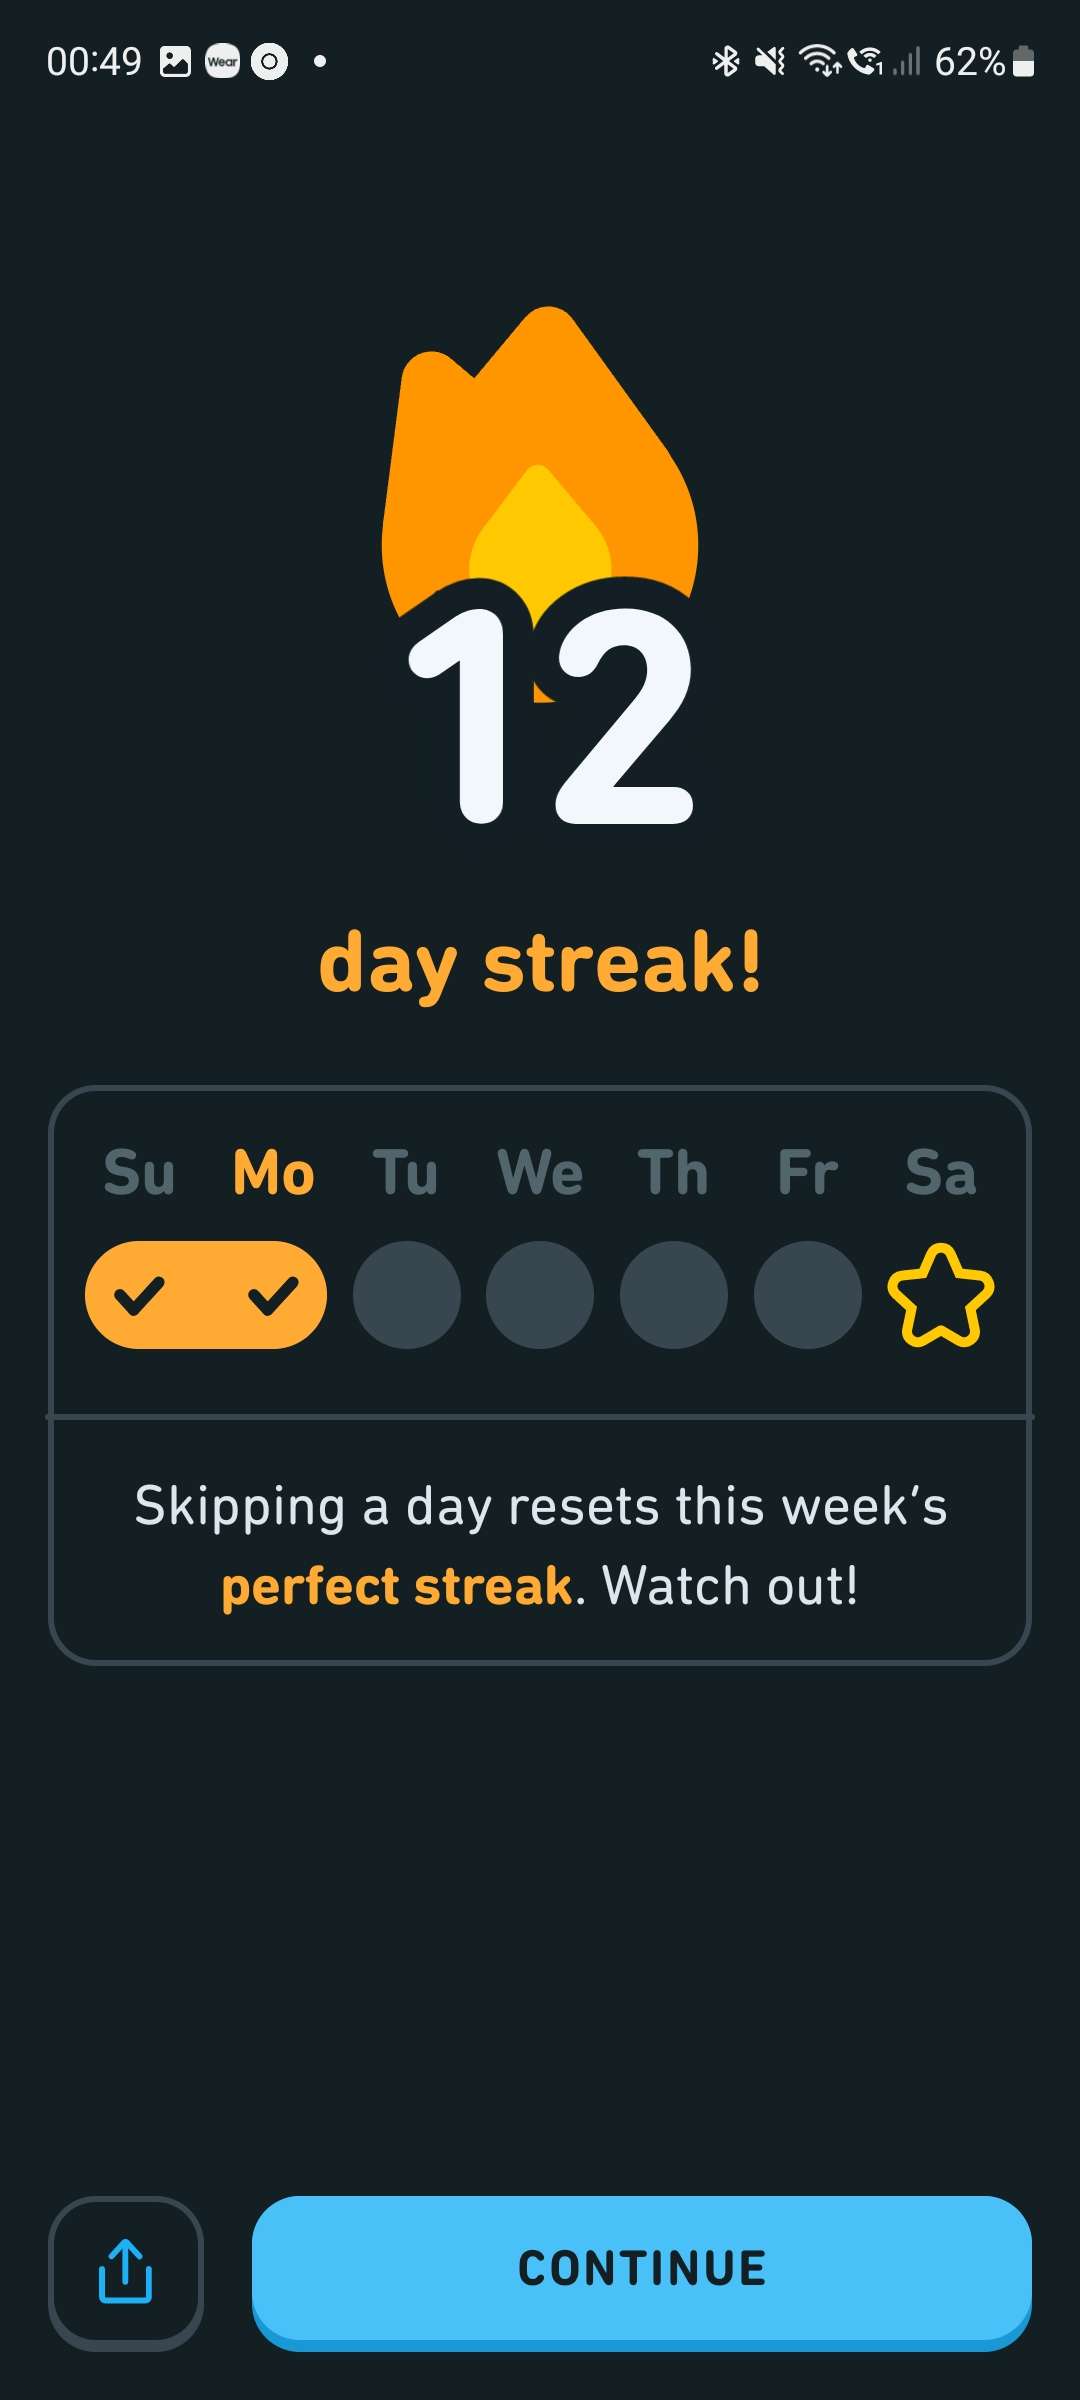 00:49 Wear 1 62%
12
day streak!
Su Mo Tu We Th Fr Sa
Skipping a day resets this week’s
perfect streak. Watch out!
CONTINUE